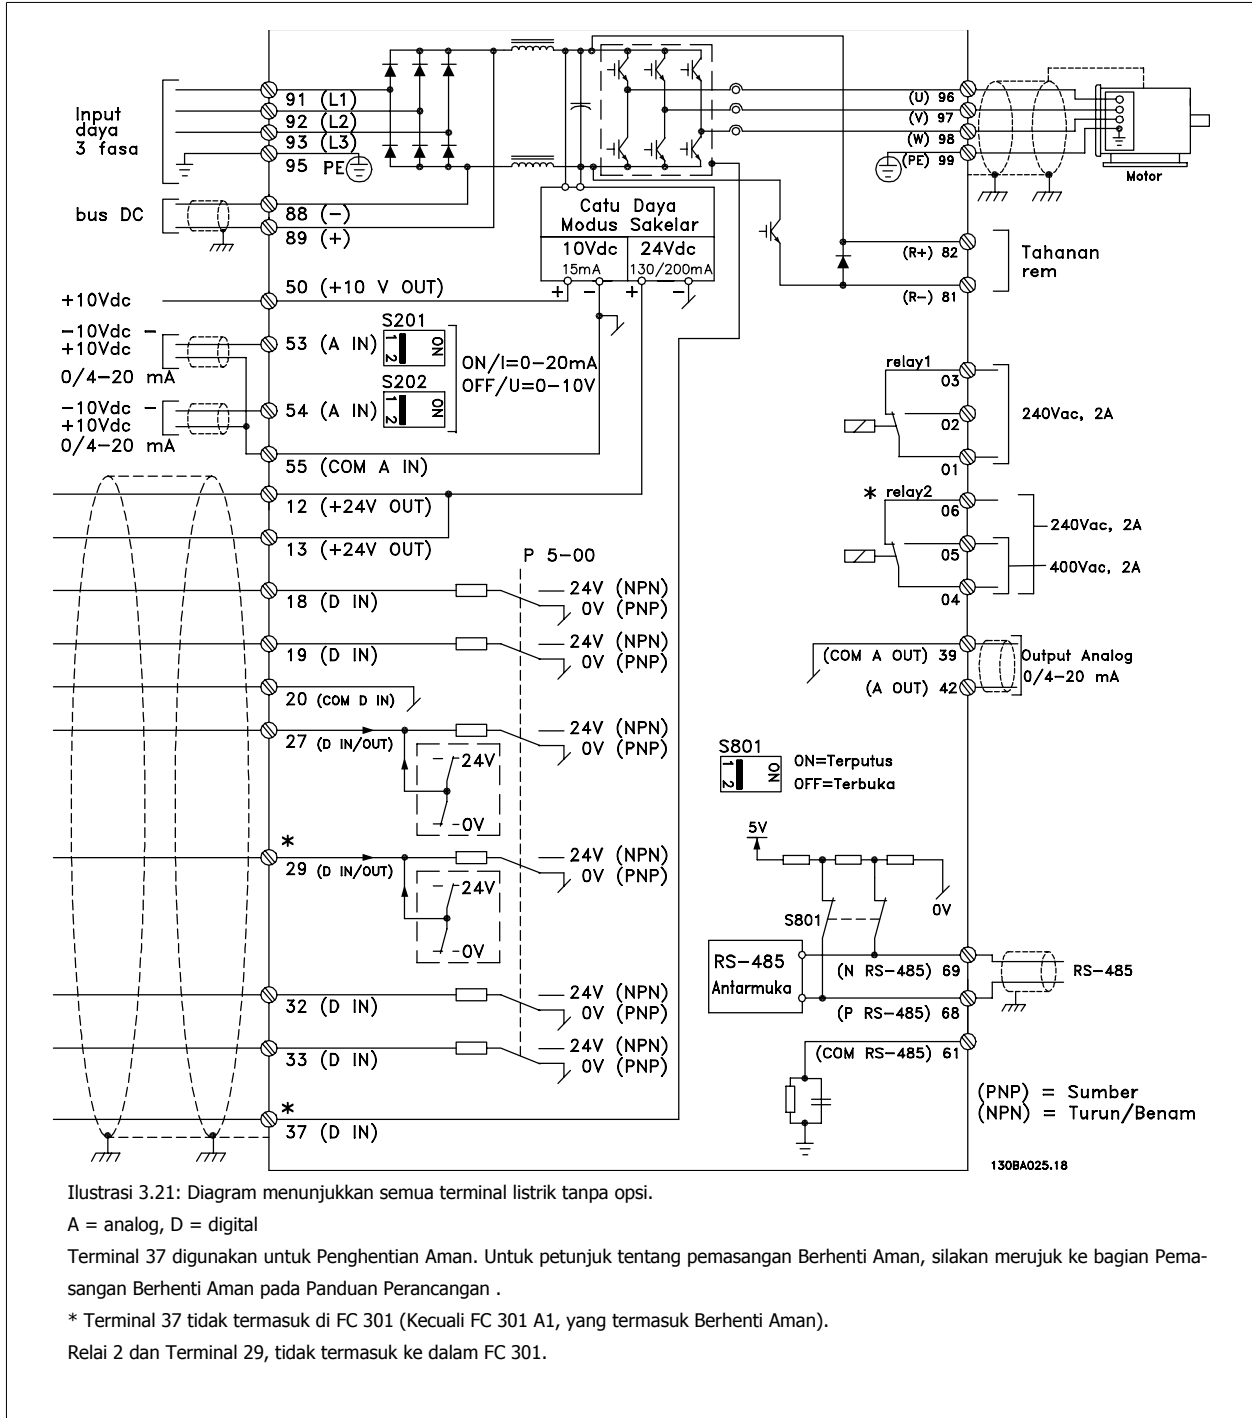 Input
daya
3 fasa
91 (L1)
92 (L2)
93 (L3)
95 PE
bus DC
88 (−)
89 (+)
+10Vdc
50 (+10 V OUT)
−10Vdc −
+10Vdc
0/4−20 mA
53 (A IN)
S201
1 2
ON
ON/I=0−20mA
OFF/U=0−10V
S202
1 2
ON
−10Vdc −
+10Vdc
0/4−20 mA
54 (A IN)
55 (COM A IN)
12 (+24V OUT)
13 (+24V OUT)
P 5-00
18 (D IN)
24V (NPN)
0V (PNP)
19 (D IN)
24V (NPN)
0V (PNP)
20 (COM D IN)
27 (D IN/OUT)
24V (NPN)
0V (PNP)
24V
0V
*
29 (D IN/OUT)
24V (NPN)
0V (PNP)
24V
0V
32 (D IN)
24V (NPN)
0V (PNP)
33 (D IN)
24V (NPN)
0V (PNP)
*
37 (D IN)
Catu Daya
Modus Sakelar
10Vdc
15mA
24Vdc
130/200mA
+ − + −
(U) 96
(V) 97
(W) 98
(PE) 99
Motor
(R+) 82
(R−) 81
Tahanan
rem
relay1
03
02
01
240Vac, 2A
* relay2
06
05
04
240Vac, 2A
400Vac, 2A
(COM A OUT) 39
(A OUT) 42
Output Analog
0/4−20 mA
S801
1 2
ON
ON=Terputus
OFF=Terbuka
5V
0V
S801
RS−485
Antarmuka
(N RS−485) 69
(P RS−485) 68
RS−485
(COM RS−485) 61
(PNP) = Sumber
(NPN) = Turun/Benam
130BA025.18
Ilustrasi 3.21: Diagram menunjukkan semua terminal listrik tanpa opsi.
A = analog, D = digital
Terminal 37 digunakan untuk Penghentian Aman. Untuk petunjuk tentang pemasangan Berhenti Aman, silakan merujuk ke bagian Pema-
sangan Berhenti Aman pada Panduan Perancangan .
* Terminal 37 tidak termasuk di FC 301 (Kecuali FC 301 A1, yang termasuk Berhenti Aman).
Relai 2 dan Terminal 29, tidak termasuk ke dalam FC 301.